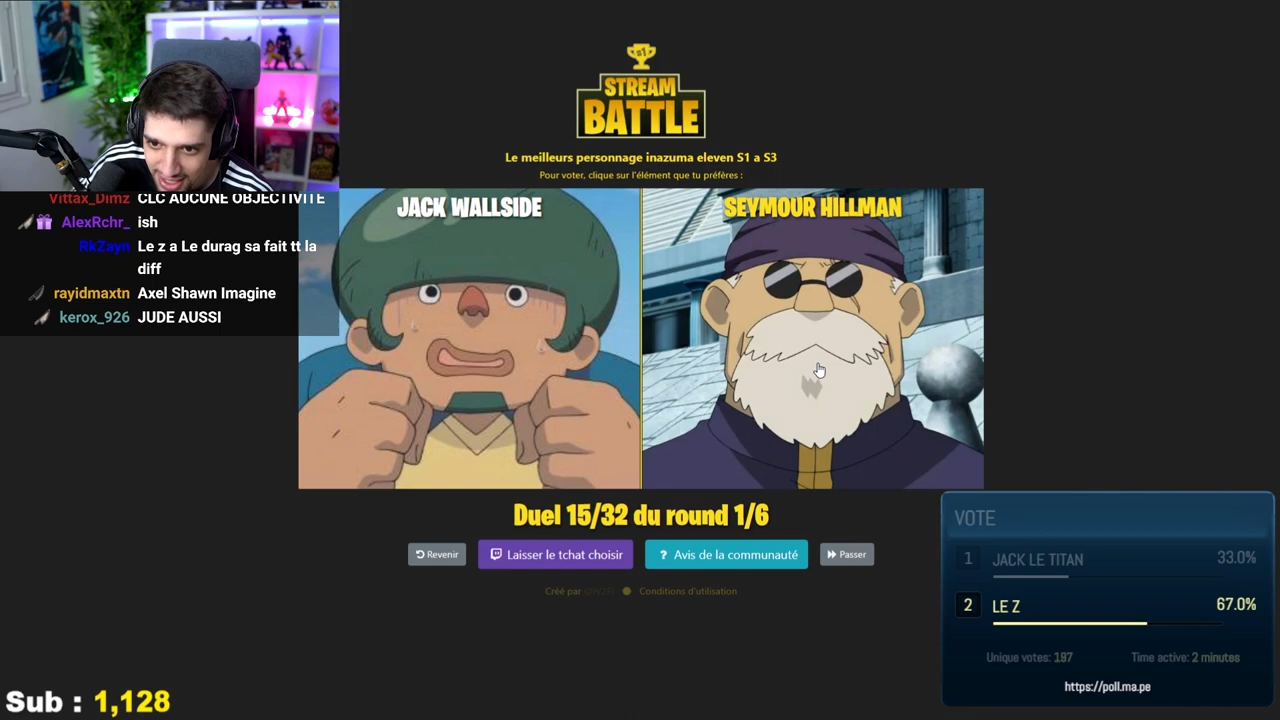 S1
STREAM
BATTLE
Le meilleurs personnage inazuma eleven S1 a S3
Pour voter, clique sur l'élément que tu préfères :
Vittax_Dimz CLC AUCUNE OBJECTIVITE
AlexRchr_ ish
RkZayn Le z a Le durag sa fait tt la
diff
rayidmaxtn Axel Shawn Imagine
kerox_926 JUDE AUSSI
JACK WALLSIDE
SEYMOUR HILLMAN
Duel 15/32 du round 1/6
Revenir
Laisser le tchat choisir
? Avis de la communauté
Passer
Créé par
Conditions d'utilisation
VOTE
1 JACK LE TITAN 33.0%
2 LE Z 67.0%
Unique votes: 197 Time active: 2 minutes
https://poll.ma.pe
Sub : 1,128